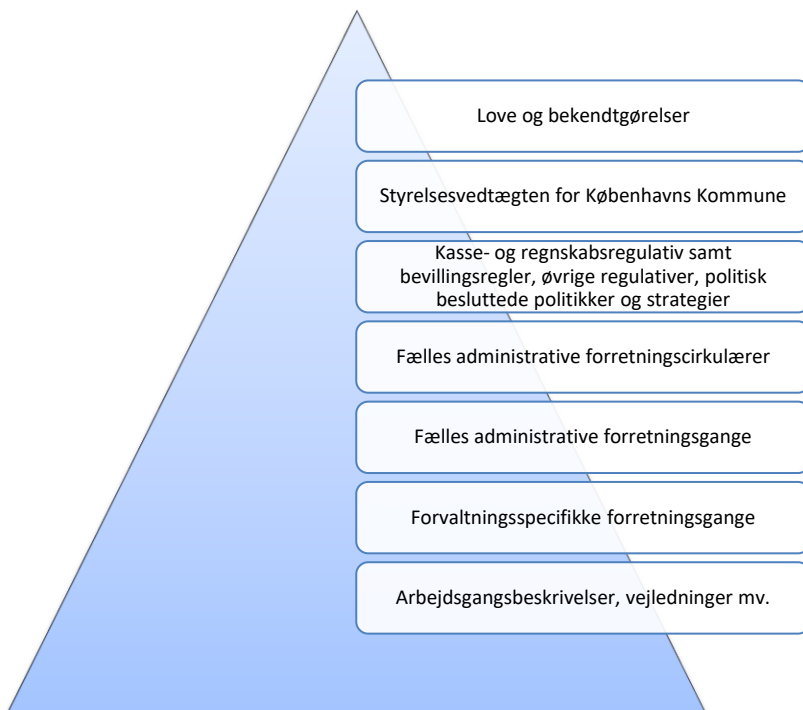 Love og bekendtgørelser
Styrelsesvedtægten for Københavns Kommune
Kasse- og regnskabsregulativ samt
bevillingsregler, øvrige regulativer, politisk
besluttede politikker og strategier
Fælles administrative forretningscirkulærer
Fælles administrative forretningsgange
Forvaltningsspecifikke forretningsgange
Arbejdsgangsbeskrivelser, vejledninger mv.